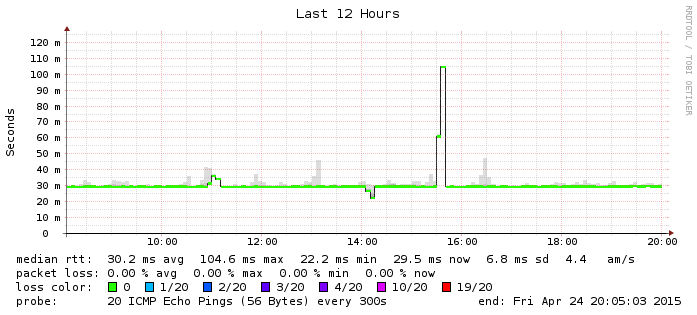 Last 12 Hours
RRDTOOL / TOBI OETIKER
Seconds
120 m
110 m
100 m
90 m
80 m
70 m
60 m
50 m
40 m
30 m
20 m
10 m
0
10:00 12:00 14:00 16:00 18:00 20:00
median rtt: 30.2 ms avg 104.6 ms max 22.2 ms min 29.5 ms now 6.8 ms sd 4.4 am/s
packet loss: 0.00 % avg 0.00 % max 0.00 % min 0.00 % now
loss color: 0 1/20 2/20 3/20 4/20 10/20 19/20
probe: 20 ICMP Echo Pings (56 Bytes) every 300s end: Fri Apr 24 20:05:03 2015